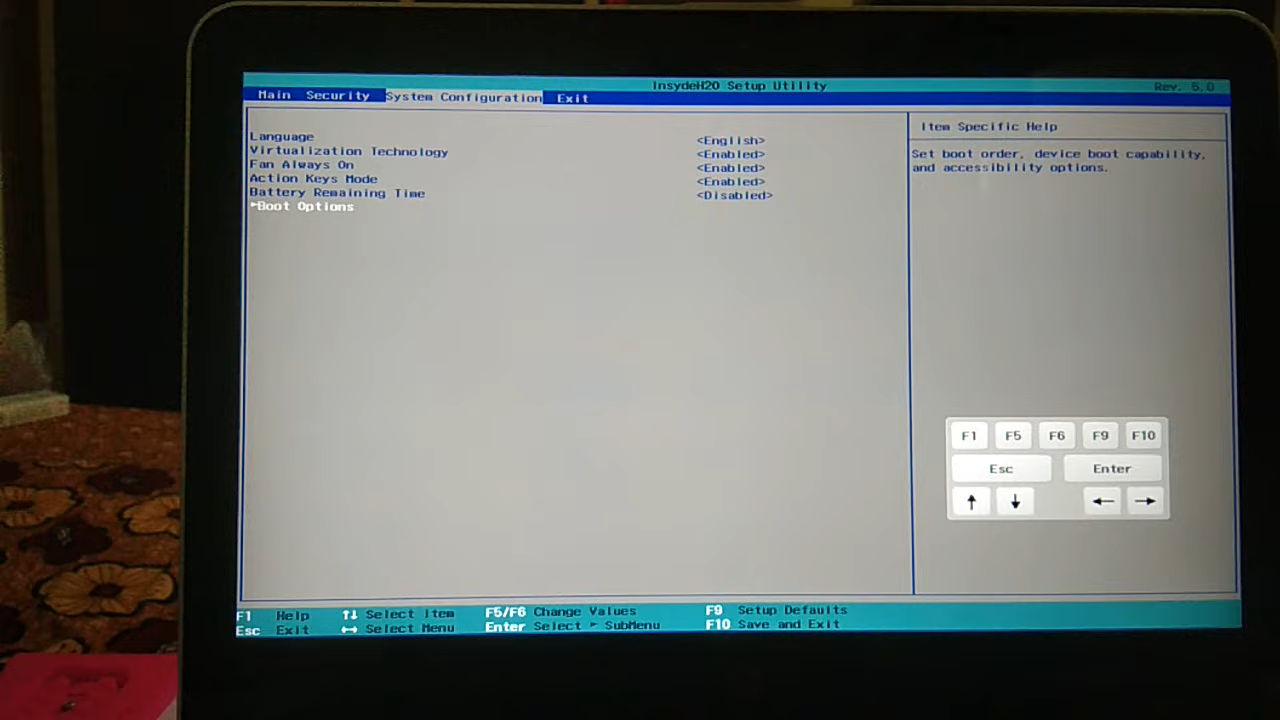 InsydeH20 Setup Utility Rev. 5.0
Main Security System Configuration Exit
Item Specific Help
Language <English>
Virtualization Technology <Enabled>
Fan Always On <Enabled>
Action Keys Mode <Enabled>
Battery Remaining Time <Disabled>
►Boot Options
Set boot order, device boot capability,
and accessibility options.
F1 F5 F6 F9 F10
Esc Enter
↑ ↓ ← →
F1 Help ↑↓ Select Item F5/F6 Change Values F9 Setup Defaults
Esc Exit ↔ Select Menu Enter Select ► SubMenu F10 Save and Exit